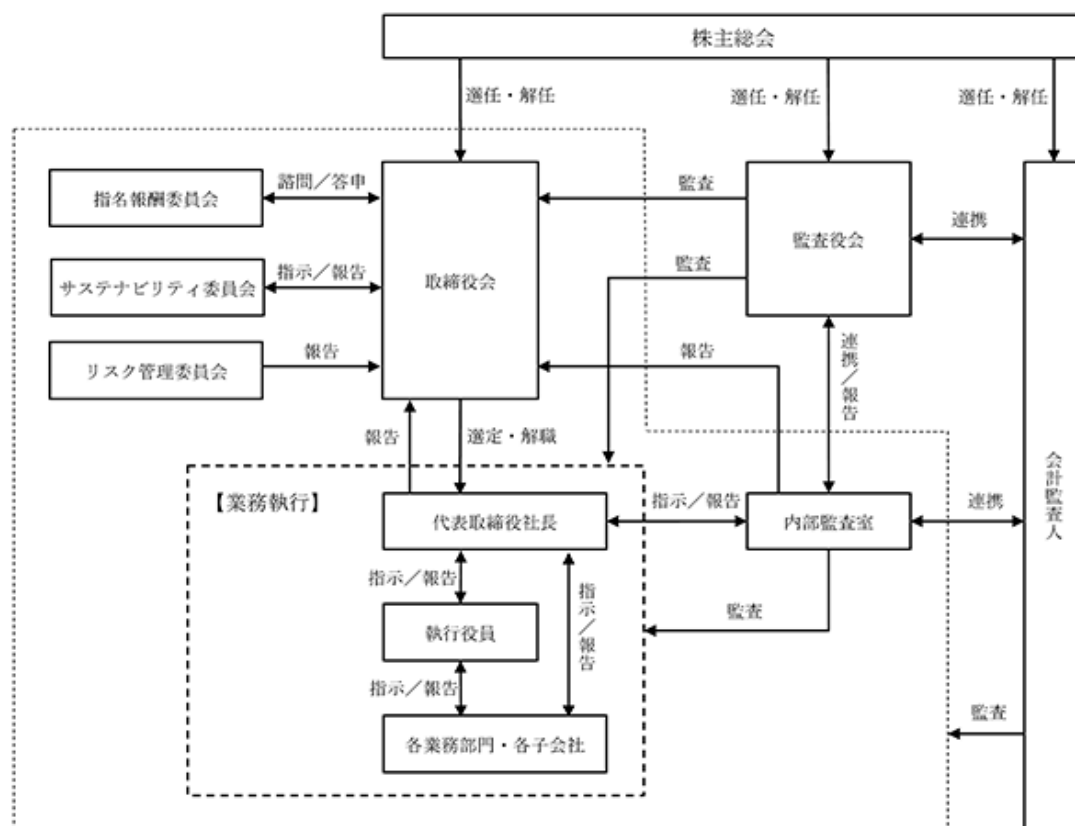 株主総会
選任・解任
選任・解任
選任・解任
指名報酬委員会
諮問／答申
監査
監査役会
連携
サステナビリティ委員会
指示／報告
取締役会
監査
リスク管理委員会
報告
報告
連携／報告
報告
選定・解職
会計監査人
【業務執行】
代表取締役社長
指示／報告
内部監査室
連携
指示／報告
指示／報告
執行役員
監査
指示／報告
各業務部門・各子会社
監査